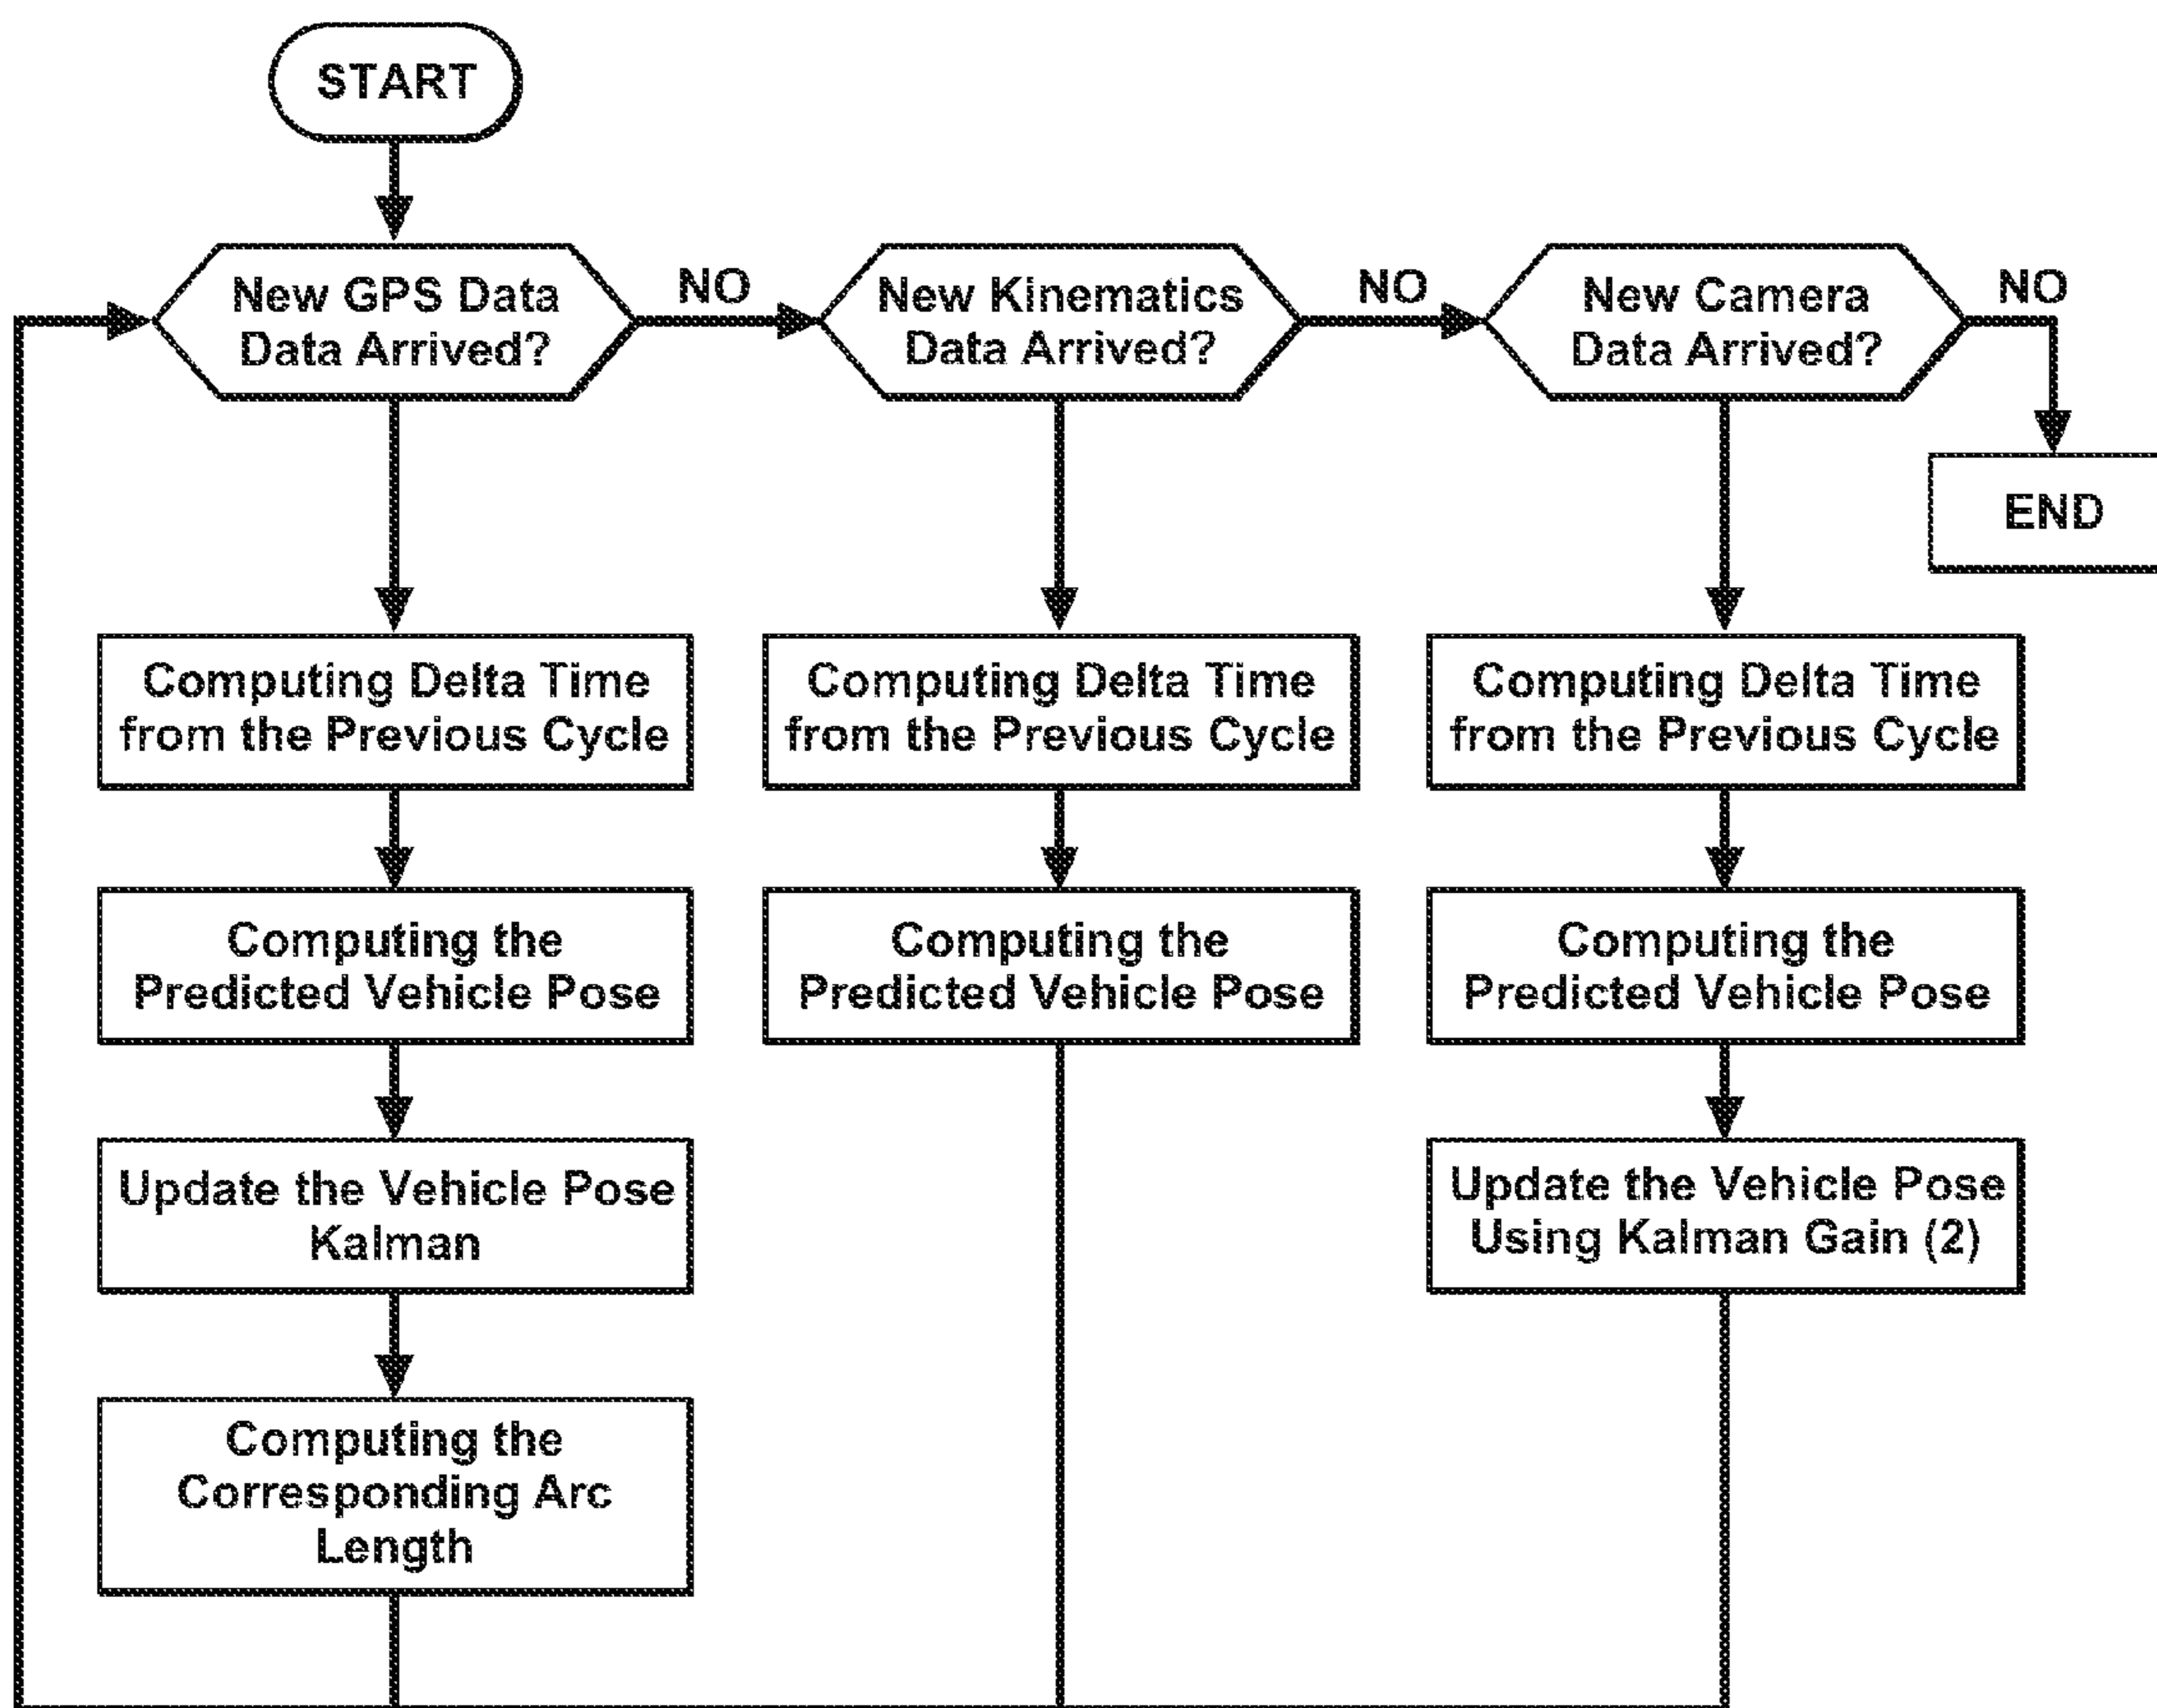 START
New GPS Data
Data Arrived?
NO
New Kinematics
Data Arrived?
NO
New Camera
Data Arrived?
NO
END
Computing Delta Time
from the Previous Cycle
Computing Delta Time
from the Previous Cycle
Computing Delta Time
from the Previous Cycle
Computing the
Predicted Vehicle Pose
Computing the
Predicted Vehicle Pose
Computing the
Predicted Vehicle Pose
Update the Vehicle Pose
Kalman
Update the Vehicle Pose
Using Kalman Gain (2)
Computing the
Corresponding Arc
Length